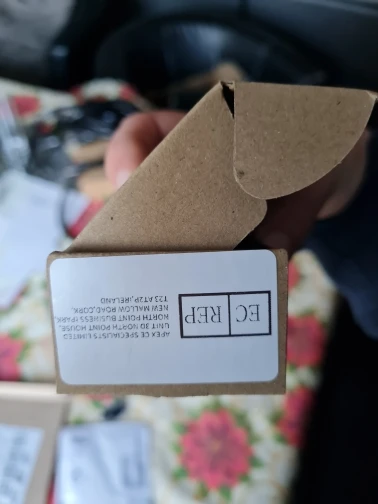 EC REP
APEX CE SPECIALISTS LIMITED
UNIT 3D NORTH POINT HOUSE,
NORTH POINT BUSINESS PARK,
NEW MALLOW ROAD,CORK,
T23 AT2P ,IRELAND